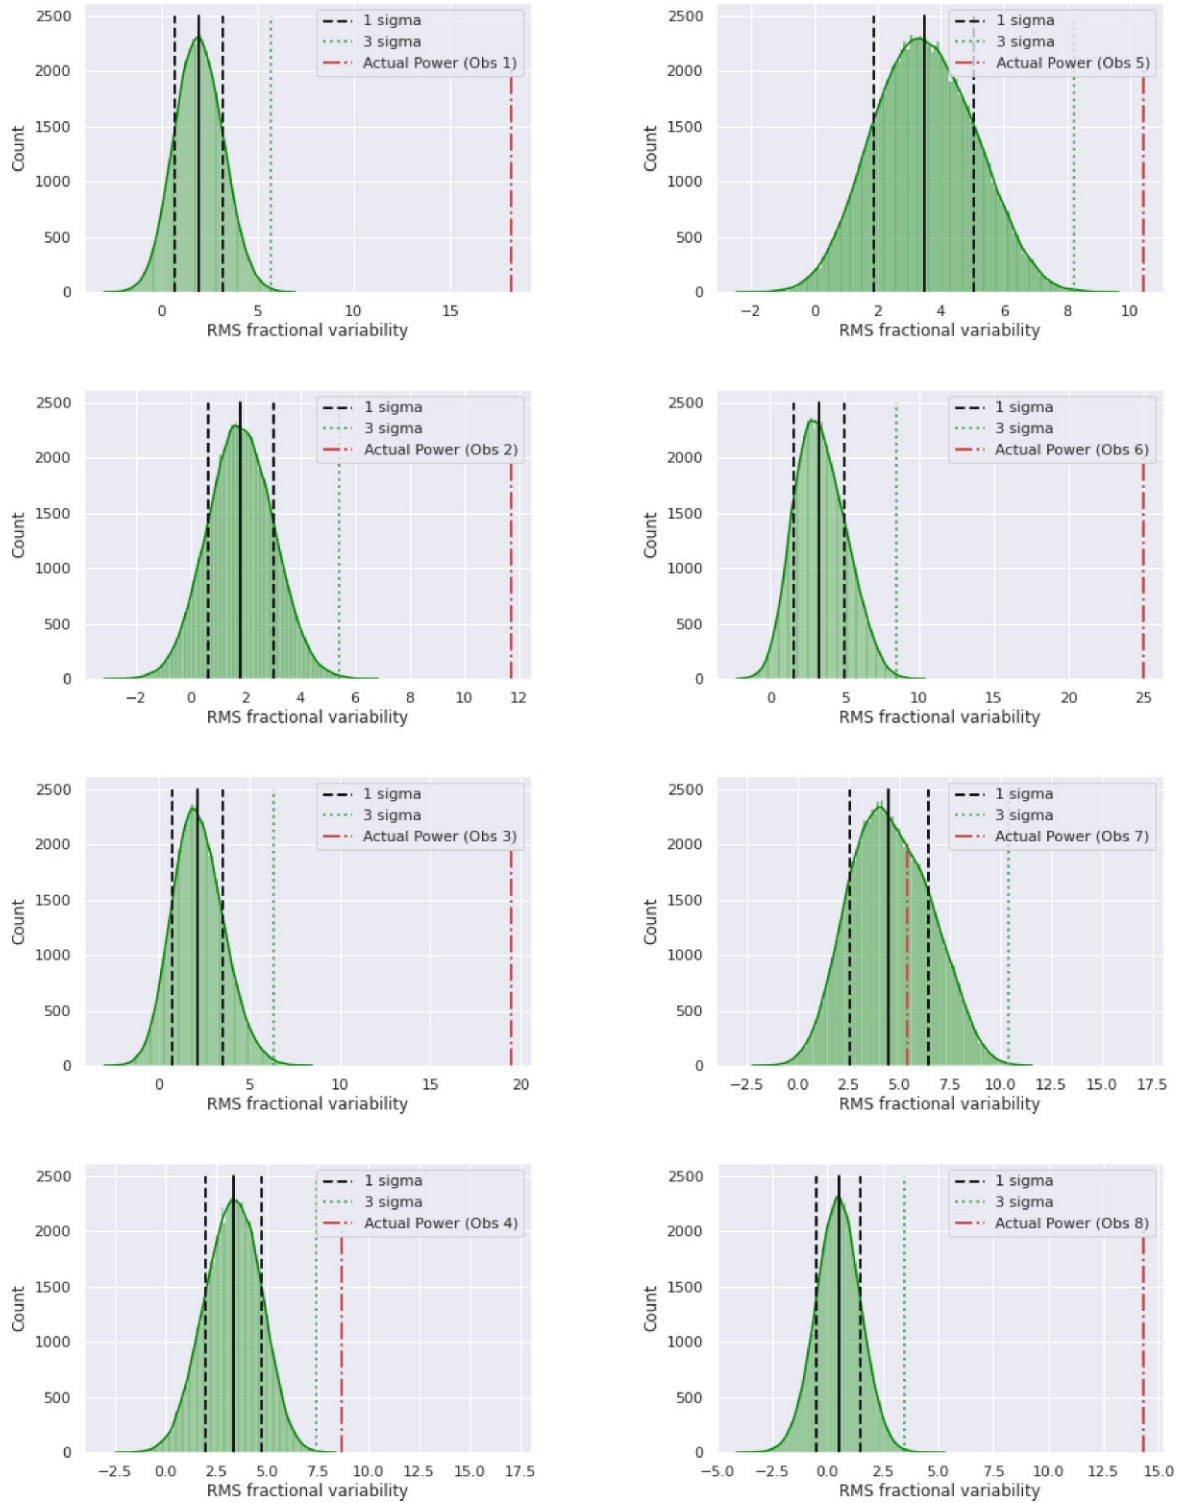 2500
2000
1500
1000
500
0
Count
1 sigma
3 sigma
Actual Power (Obs 1)
0 5 10 15
RMS fractional variability
2500
2000
1500
1000
500
0
Count
1 sigma
3 sigma
Actual Power (Obs 5)
−2 0 2 4 6 8 10
RMS fractional variability
2500
2000
1500
1000
500
0
Count
1 sigma
3 sigma
Actual Power (Obs 2)
−2 0 2 4 6 8 10 12
RMS fractional variability
2500
2000
1500
1000
500
0
Count
1 sigma
3 sigma
Actual Power (Obs 6)
0 5 10 15 20 25
RMS fractional variability
2500
2000
1500
1000
500
0
Count
1 sigma
3 sigma
Actual Power (Obs 3)
0 5 10 15 20
RMS fractional variability
2500
2000
1500
1000
500
0
Count
1 sigma
3 sigma
Actual Power (Obs 7)
−2.5 0.0 2.5 5.0 7.5 10.0 12.5 15.0 17.5
RMS fractional variability
2500
2000
1500
1000
500
0
Count
1 sigma
3 sigma
Actual Power (Obs 4)
−2.5 0.0 2.5 5.0 7.5 10.0 12.5 15.0 17.5
RMS fractional variability
2500
2000
1500
1000
500
0
Count
1 sigma
3 sigma
Actual Power (Obs 8)
−5.0 −2.5 0.0 2.5 5.0 7.5 10.0 12.5 15.0
RMS fractional variability